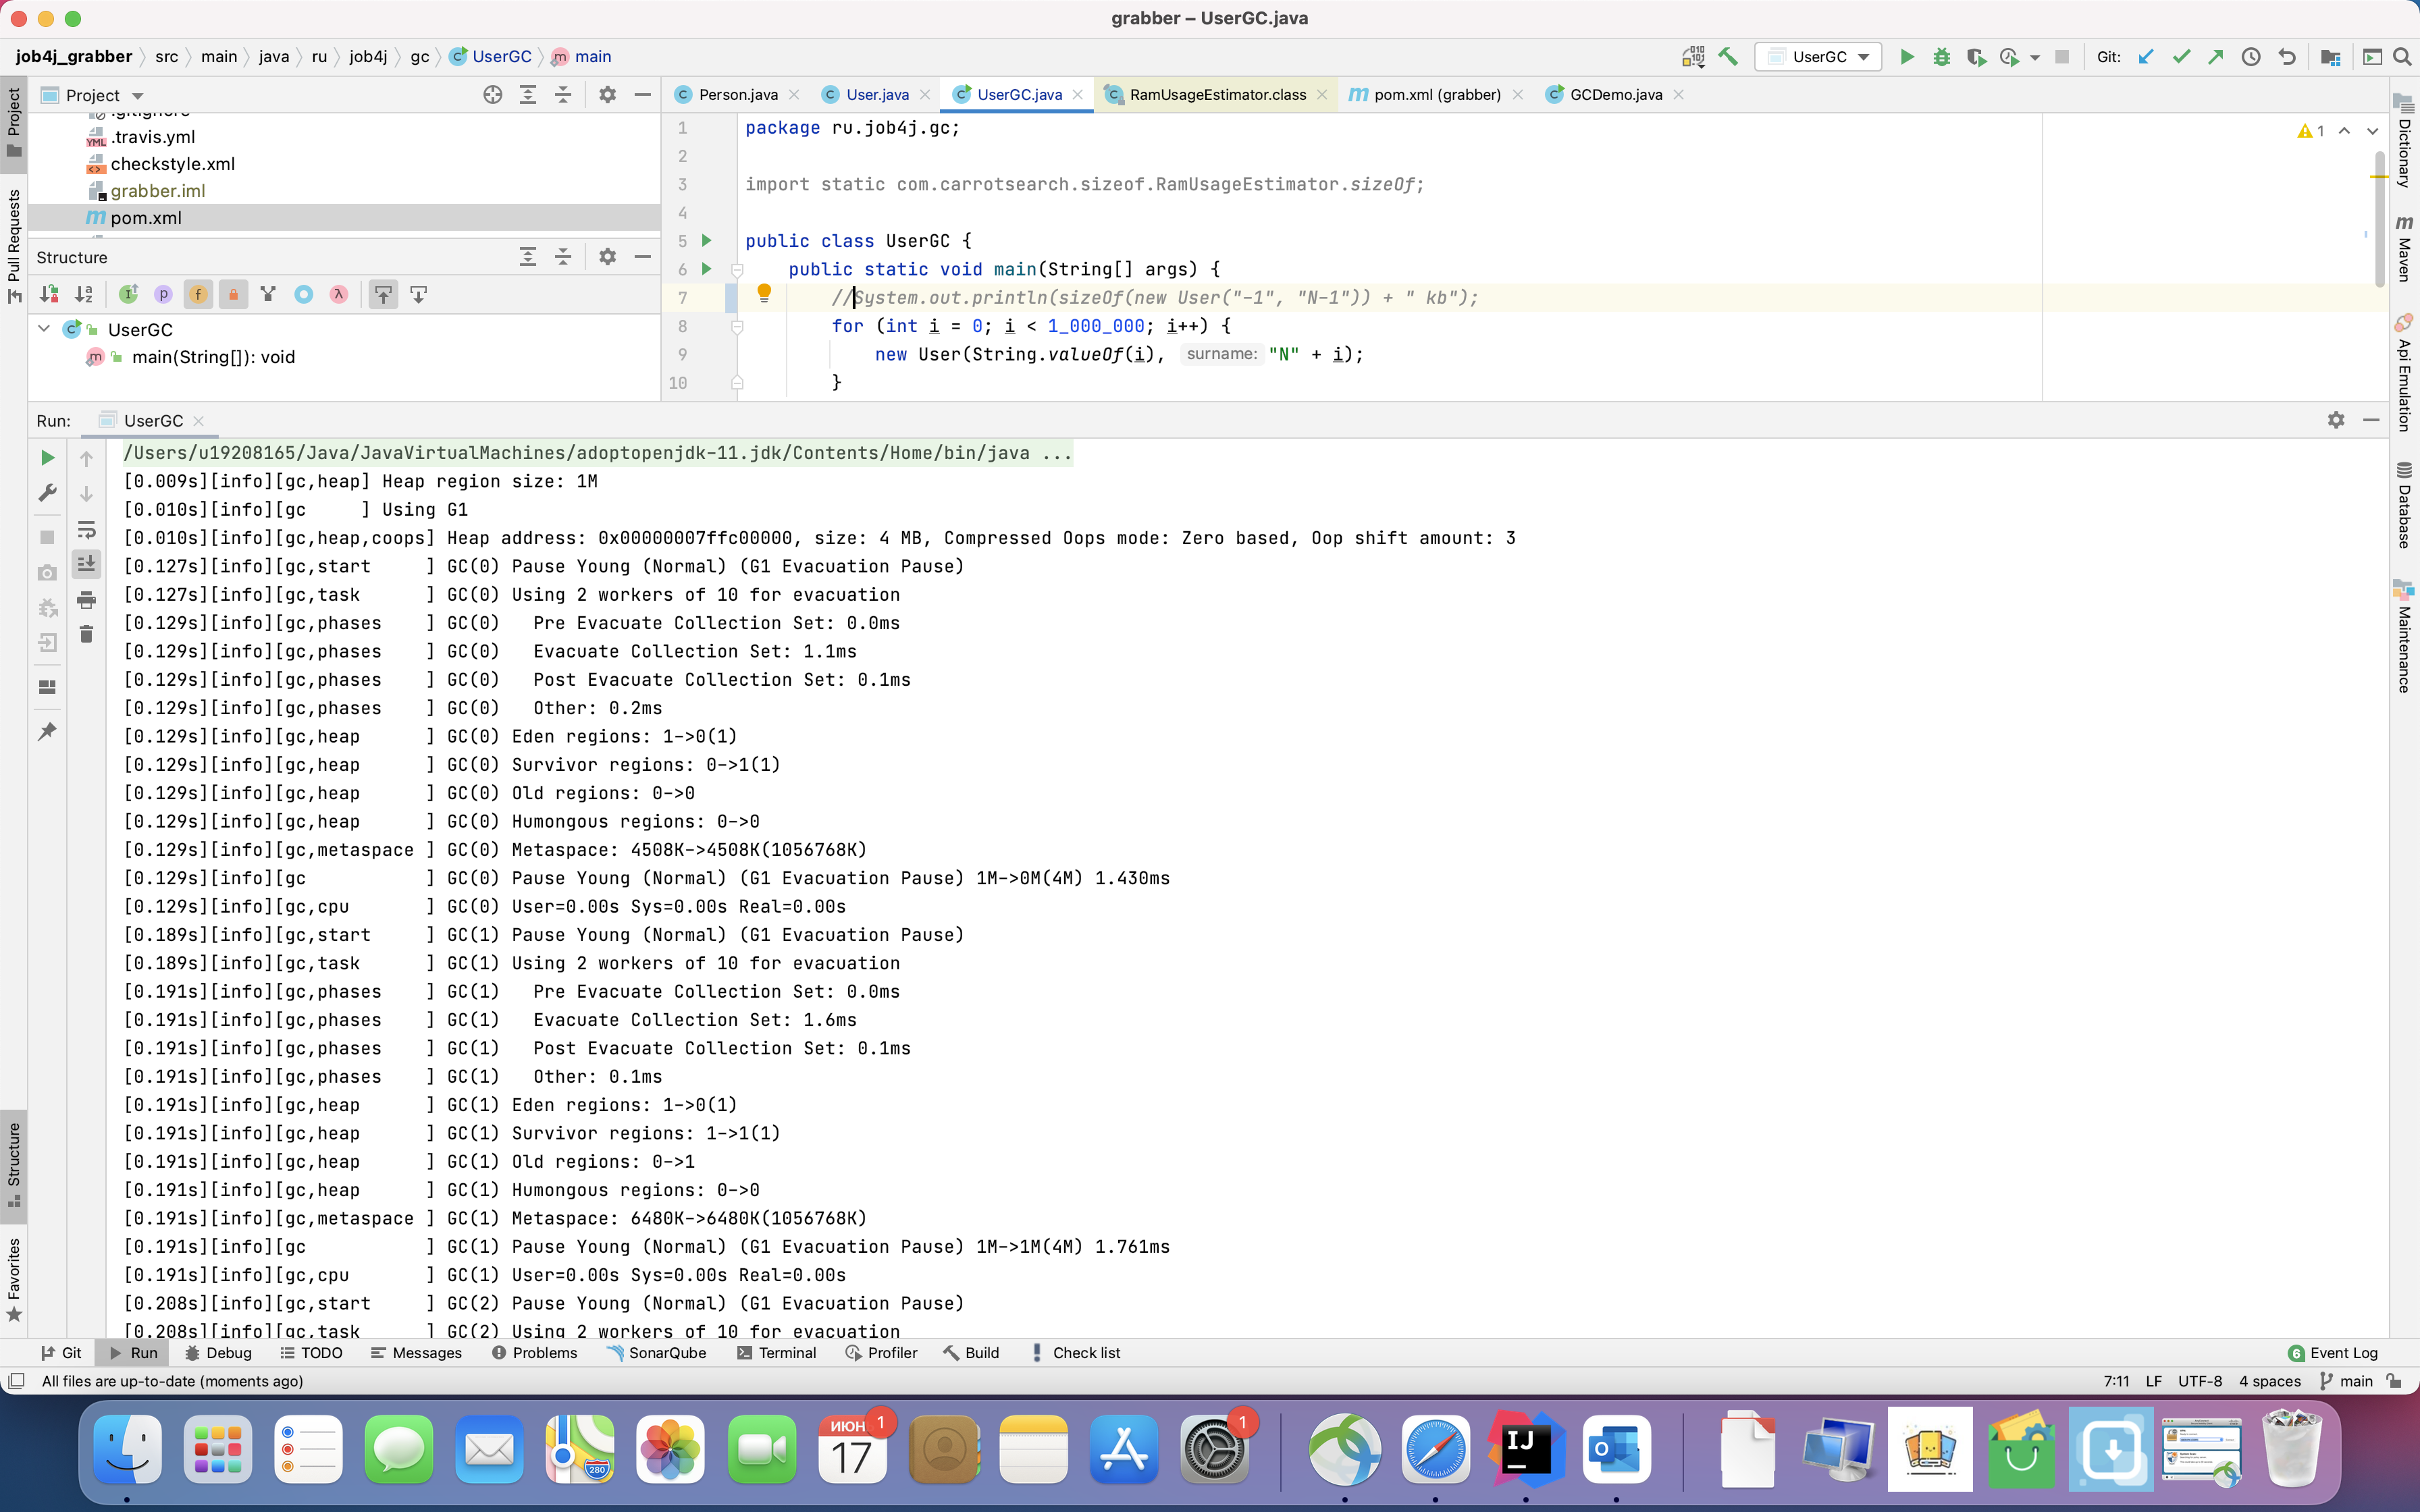 grabber – UserGC.java
job4j_grabber src main java ru job4j gc UserGC main
UserGC
Git:
Project
Person.java User.java UserGC.java RamUsageEstimator.class pom.xml (grabber) GCDemo.java
.gitignore
.travis.yml
checkstyle.xml
grabber.iml
pom.xml
Structure
UserGC
main(String[]): void
1 package ru.job4j.gc;
2
3 import static com.carrotsearch.sizeof.RamUsageEstimator.sizeOf;
4
5 public class UserGC {
6 public static void main(String[] args) {
7 //System.out.println(sizeOf(new User("-1", "N-1")) + " kb");
8 for (int i = 0; i < 1_000_000; i++) {
9 new User(String.valueOf(i), surname: "N" + i);
10 }
1
Run: UserGC
/Users/u19208165/Java/JavaVirtualMachines/adoptopenjdk-11.jdk/Contents/Home/bin/java ...
[0.009s][info][gc,heap] Heap region size: 1M
[0.010s][info][gc     ] Using G1
[0.010s][info][gc,heap,coops] Heap address: 0x00000007ffc00000, size: 4 MB, Compressed Oops mode: Zero based, Oop shift amount: 3
[0.127s][info][gc,start     ] GC(0) Pause Young (Normal) (G1 Evacuation Pause)
[0.127s][info][gc,task      ] GC(0) Using 2 workers of 10 for evacuation
[0.129s][info][gc,phases    ] GC(0)   Pre Evacuate Collection Set: 0.0ms
[0.129s][info][gc,phases    ] GC(0)   Evacuate Collection Set: 1.1ms
[0.129s][info][gc,phases    ] GC(0)   Post Evacuate Collection Set: 0.1ms
[0.129s][info][gc,phases    ] GC(0)   Other: 0.2ms
[0.129s][info][gc,heap      ] GC(0) Eden regions: 1->0(1)
[0.129s][info][gc,heap      ] GC(0) Survivor regions: 0->1(1)
[0.129s][info][gc,heap      ] GC(0) Old regions: 0->0
[0.129s][info][gc,heap      ] GC(0) Humongous regions: 0->0
[0.129s][info][gc,metaspace ] GC(0) Metaspace: 4508K->4508K(1056768K)
[0.129s][info][gc           ] GC(0) Pause Young (Normal) (G1 Evacuation Pause) 1M->0M(4M) 1.430ms
[0.129s][info][gc,cpu       ] GC(0) User=0.00s Sys=0.00s Real=0.00s
[0.189s][info][gc,start     ] GC(1) Pause Young (Normal) (G1 Evacuation Pause)
[0.189s][info][gc,task      ] GC(1) Using 2 workers of 10 for evacuation
[0.191s][info][gc,phases    ] GC(1)   Pre Evacuate Collection Set: 0.0ms
[0.191s][info][gc,phases    ] GC(1)   Evacuate Collection Set: 1.6ms
[0.191s][info][gc,phases    ] GC(1)   Post Evacuate Collection Set: 0.1ms
[0.191s][info][gc,phases    ] GC(1)   Other: 0.1ms
[0.191s][info][gc,heap      ] GC(1) Eden regions: 1->0(1)
[0.191s][info][gc,heap      ] GC(1) Survivor regions: 1->1(1)
[0.191s][info][gc,heap      ] GC(1) Old regions: 0->1
[0.191s][info][gc,heap      ] GC(1) Humongous regions: 0->0
[0.191s][info][gc,metaspace ] GC(1) Metaspace: 6480K->6480K(1056768K)
[0.191s][info][gc           ] GC(1) Pause Young (Normal) (G1 Evacuation Pause) 1M->1M(4M) 1.761ms
[0.191s][info][gc,cpu       ] GC(1) User=0.00s Sys=0.00s Real=0.00s
[0.208s][info][gc,start     ] GC(2) Pause Young (Normal) (G1 Evacuation Pause)
[0.208s][info][gc,task      ] GC(2) Using 2 workers of 10 for evacuation
Project
Pull Requests
Structure
Favorites
Dictionary
Maven
Api Emulation
Database
Maintenance
Git Run Debug TODO Messages Problems SonarQube Terminal Profiler Build Check list 6 Event Log
All files are up-to-date (moments ago) 7:11 LF UTF-8 4 spaces main
ИЮН 1
17
1
280
IJ
O